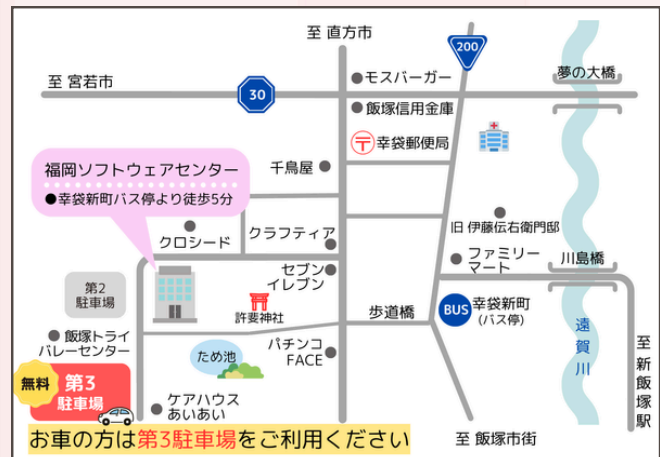 至 直方市
200
至 宮若市
30
モスバーガー
夢の大橋
飯塚信用金庫
〒
幸袋郵便局
福岡ソフトウェアセンター
●幸袋新町バス停より徒歩5分
千鳥屋
クロシード
クラフティア
旧 伊藤伝右衛門邸
ファミリー
マート
川島橋
セブン
イレブン
第2
駐車場
許斐神社
歩道橋
BUS
幸袋新町
(バス停)
遠賀川
至新飯塚駅
飯塚トライ
バレーセンター
ため池
パチンコ
FACE
無料
第3
駐車場
ケアハウス
あいあい
お車の方は第3駐車場をご利用ください
至 飯塚市街